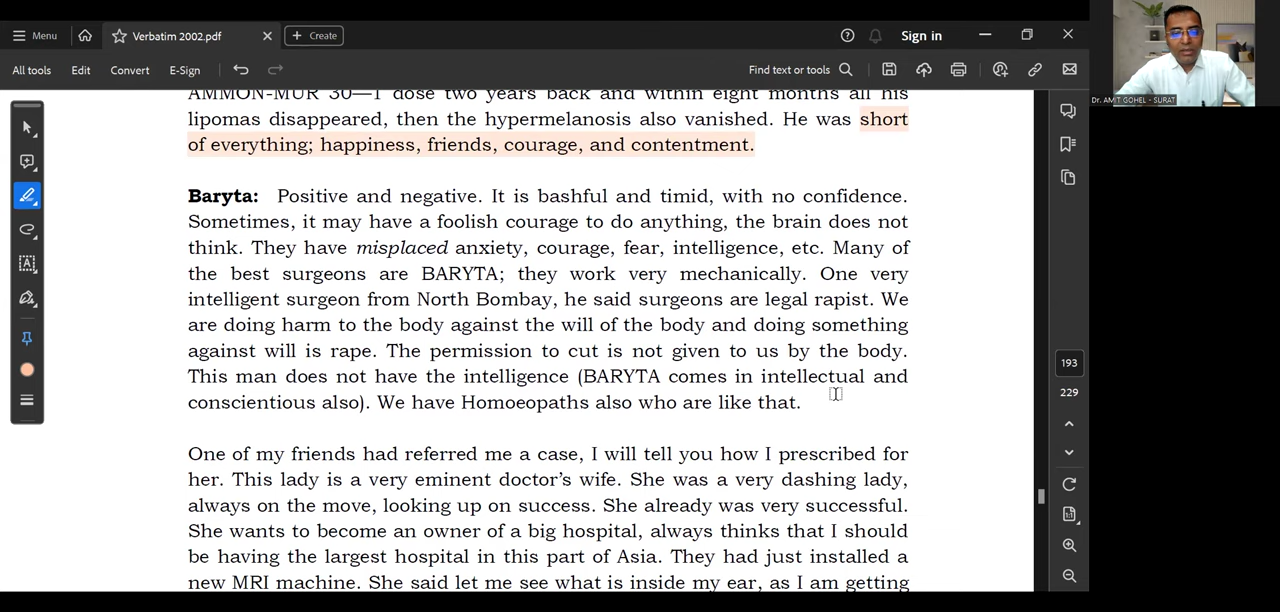 Menu
Verbatim 2002.pdf
Create
Sign in
All tools
Edit
Convert
E-Sign
Find text or tools
AMMON-MUR 30—1 dose two years back and within eight months all his
lipomas disappeared, then the hypermelanosis also vanished. He was short
of everything; happiness, friends, courage, and contentment.
Baryta: Positive and negative. It is bashful and timid, with no confidence.
Sometimes, it may have a foolish courage to do anything, the brain does not
think. They have misplaced anxiety, courage, fear, intelligence, etc. Many of
the best surgeons are BARYTA; they work very mechanically. One very
intelligent surgeon from North Bombay, he said surgeons are legal rapist. We
are doing harm to the body against the will of the body and doing something
against will is rape. The permission to cut is not given to us by the body.
This man does not have the intelligence (BARYTA comes in intellectual and
conscientious also). We have Homoeopaths also who are like that.
One of my friends had referred me a case, I will tell you how I prescribed for
her. This lady is a very eminent doctor’s wife. She was a very dashing lady,
always on the move, looking up on success. She already was very successful.
She wants to become an owner of a big hospital, always thinks that I should
be having the largest hospital in this part of Asia. They had just installed a
new MRI machine. She said let me see what is inside my ear, as I am getting
193
229
Dr. AMIT GOHEL - SURAT